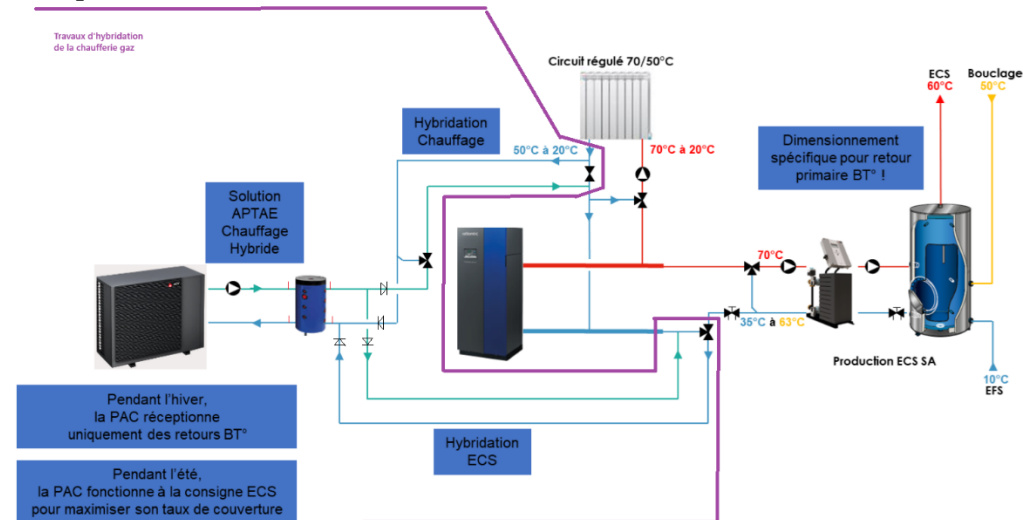 Travaux d'hybridation
de la chaufferie gaz
Circuit régulé 70/50°C
ECS
60°C
Bouclage
50°C
Hybridation
Chauffage
50°C à 20°C
70°C à 20°C
Dimensionnement
spécifique pour retour
primaire BT° !
Solution
APTAE
Chauffage
Hybride
70°C
35°C à 63°C
Production ECS SA
10°C
EFS
Pendant l'hiver,
la PAC réceptionne
uniquement des retours BT°
Hybridation
ECS
Pendant l'été,
la PAC fonctionne à la consigne ECS
pour maximiser son taux de couverture